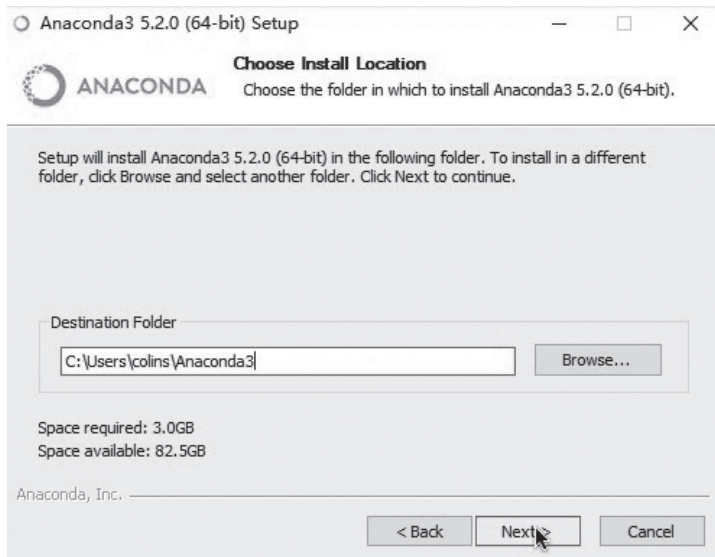 Anaconda3 5.2.0 (64-bit) Setup
Choose Install Location
ANACONDA
Choose the folder in which to install Anaconda3 5.2.0 (64-bit).
Setup will install Anaconda3 5.2.0 (64-bit) in the following folder. To install in a different
folder, click Browse and select another folder. Click Next to continue.
Destination Folder
C:\Users\colins\Anaconda3
Browse...
Space required: 3.0GB
Space available: 82.5GB
Anaconda, Inc.
< Back
Next >
Cancel